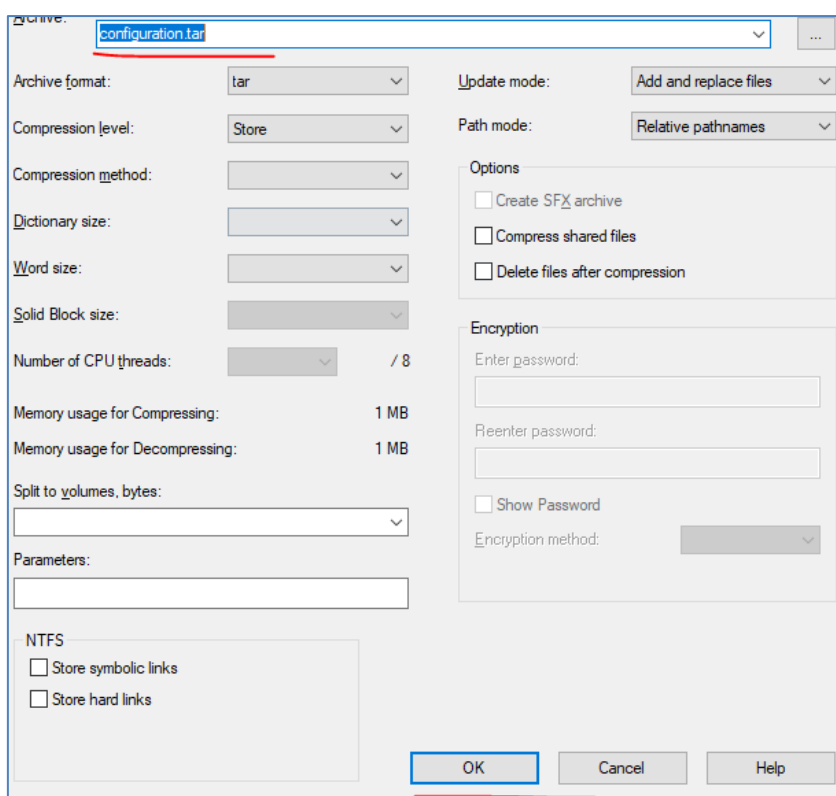 Archive:
configuration.tar
...
Archive format:
tar
Compression level:
Store
Compression method:
Dictionary size:
Word size:
Solid Block size:
Number of CPU threads:
/ 8
Memory usage for Compressing:
1 MB
Memory usage for Decompressing:
1 MB
Split to volumes, bytes:
Parameters:
NTFS
Store symbolic links
Store hard links
Update mode:
Add and replace files
Path mode:
Relative pathnames
Options
Create SFX archive
Compress shared files
Delete files after compression
Encryption
Enter password:
Reenter password:
Show Password
Encryption method:
OK
Cancel
Help